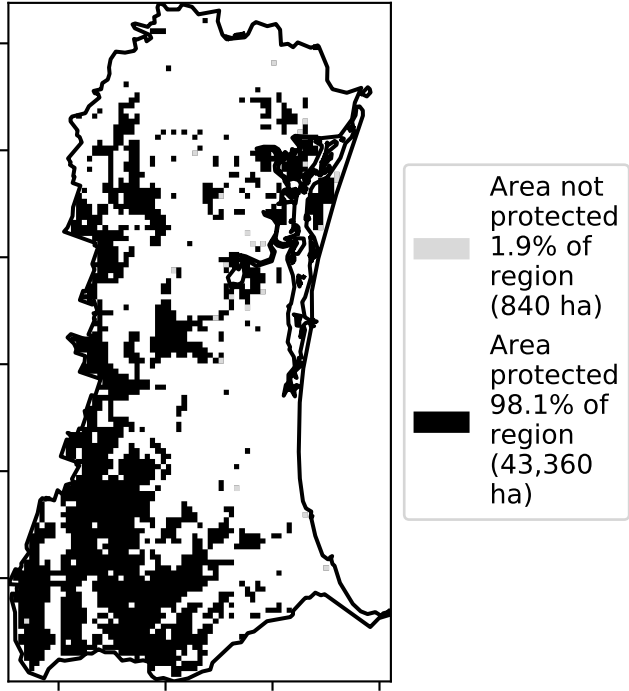 Area not
protected
1.9% of
region
(840 ha)
Area
protected
98.1% of
region
(43,360
ha)